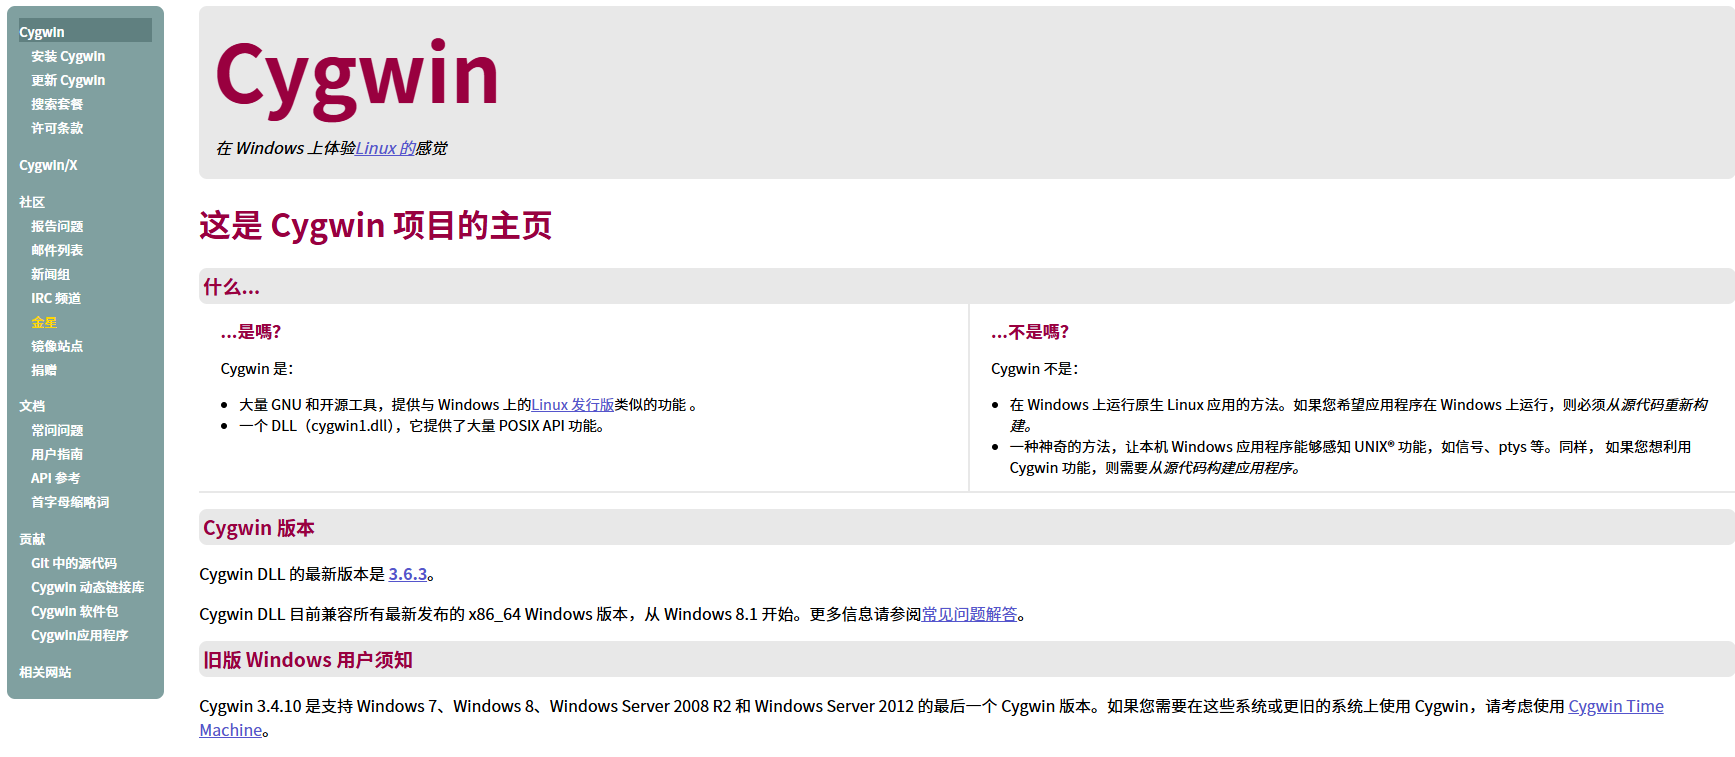 Cygwin
安装 Cygwin
更新 Cygwin
搜索套餐
许可条款
Cygwin/X
社区
报告问题
邮件列表
新闻组
IRC 频道
金星
镜像站点
捐赠
文档
常问问题
用户指南
API 参考
首字母缩略词
贡献
Git 中的源代码
Cygwin 动态链接库
Cygwin 软件包
Cygwin应用程序
相关网站
Cygwin
在 Windows 上体验Linux 的感觉
这是 Cygwin 项目的主页
什么...
...是嗎?
Cygwin 是：
大量 GNU 和开源工具，提供与 Windows 上的Linux 发行版类似的功能 。
一个 DLL（cygwin1.dll），它提供了大量 POSIX API 功能。
...不是嗎?
Cygwin 不是：
在 Windows 上运行原生 Linux 应用的方法。如果您希望应用程序在 Windows 上运行，则必须从源代码重新构
建。
一种神奇的方法，让本机 Windows 应用程序能够感知 UNIX® 功能，如信号、ptys 等。同样， 如果您想利用
Cygwin 功能，则需要从源代码构建应用程序。
Cygwin 版本
Cygwin DLL 的最新版本是 3.6.3。
Cygwin DLL 目前兼容所有最新发布的 x86_64 Windows 版本，从 Windows 8.1 开始。更多信息请参阅常见问题解答。
旧版 Windows 用户须知
Cygwin 3.4.10 是支持 Windows 7、Windows 8、Windows Server 2008 R2 和 Windows Server 2012 的最后一个 Cygwin 版本。如果您需要在这些系统或更旧的系统上使用 Cygwin，请考虑使用 Cygwin Time
Machine。